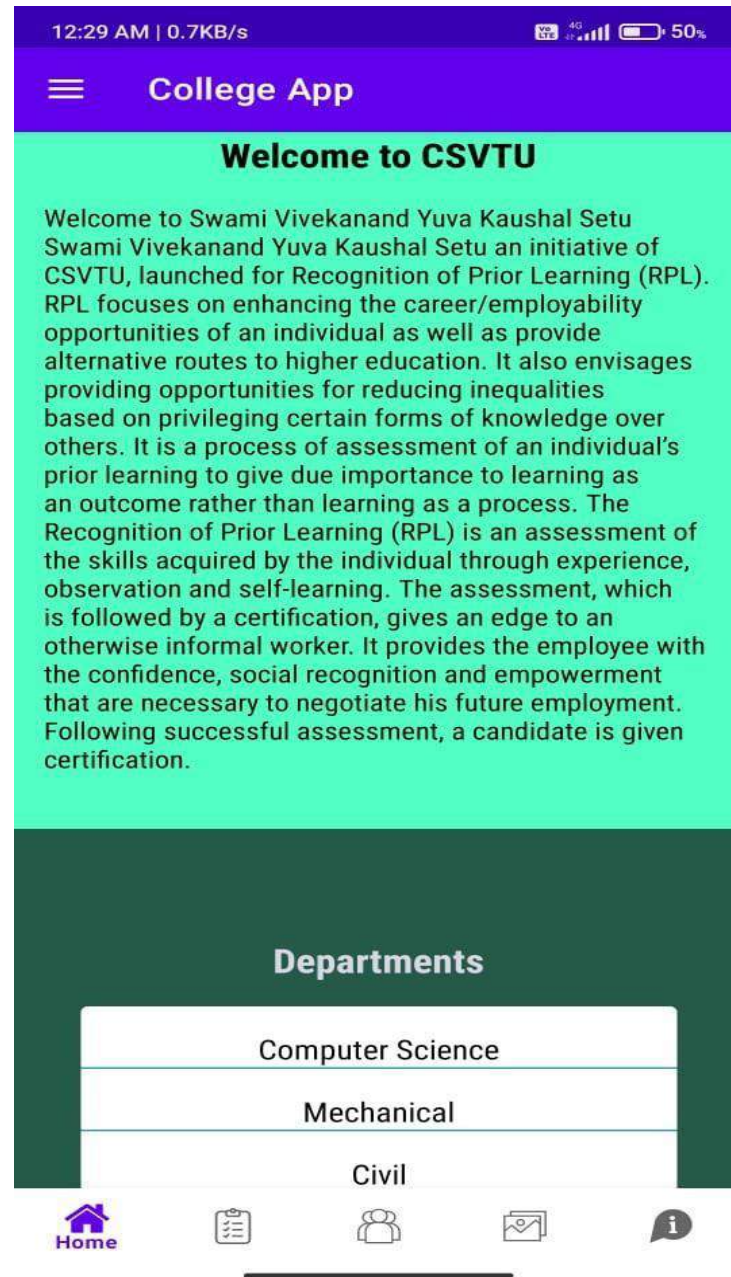 12:29 AM | 0.7KB/s
Vo LTE 4G 50%
College App
Welcome to CSVTU
Welcome to Swami Vivekanand Yuva Kaushal Setu
Swami Vivekanand Yuva Kaushal Setu an initiative of
CSVTU, launched for Recognition of Prior Learning (RPL).
RPL focuses on enhancing the career/employability
opportunities of an individual as well as provide
alternative routes to higher education. It also envisages
providing opportunities for reducing inequalities
based on privileging certain forms of knowledge over
others. It is a process of assessment of an individual’s
prior learning to give due importance to learning as
an outcome rather than learning as a process. The
Recognition of Prior Learning (RPL) is an assessment of
the skills acquired by the individual through experience,
observation and self-learning. The assessment, which
is followed by a certification, gives an edge to an
otherwise informal worker. It provides the employee with
the confidence, social recognition and empowerment
that are necessary to negotiate his future employment.
Following successful assessment, a candidate is given
certification.
Departments
Computer Science
Mechanical
Civil
Home